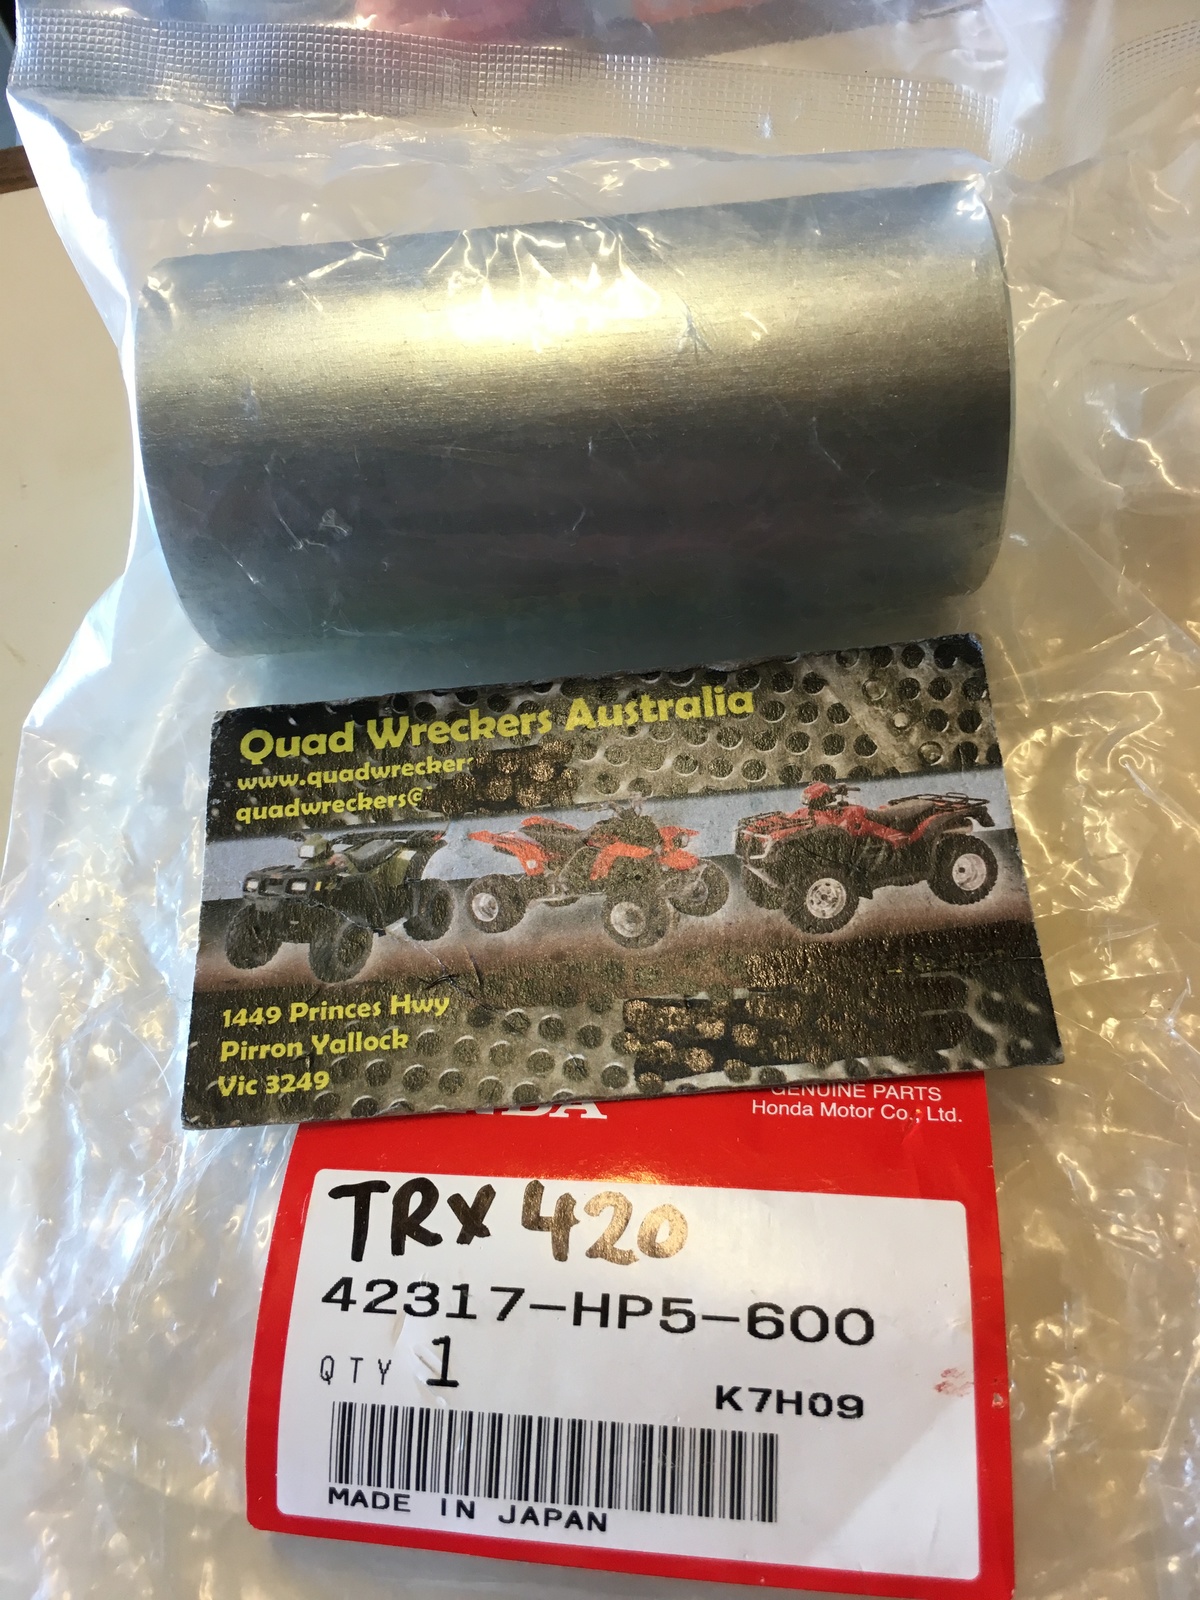 Quad Wreckers Australia
www.quadwrecker
quadwreckers@
1449 Princes Hwy
Pirron Yallock
Vic 3249
GENUINE PARTS
Honda Motor Co., Ltd.
TRX 420
42317-HP5-600
QTY 1
K7H09
MADE IN JAPAN